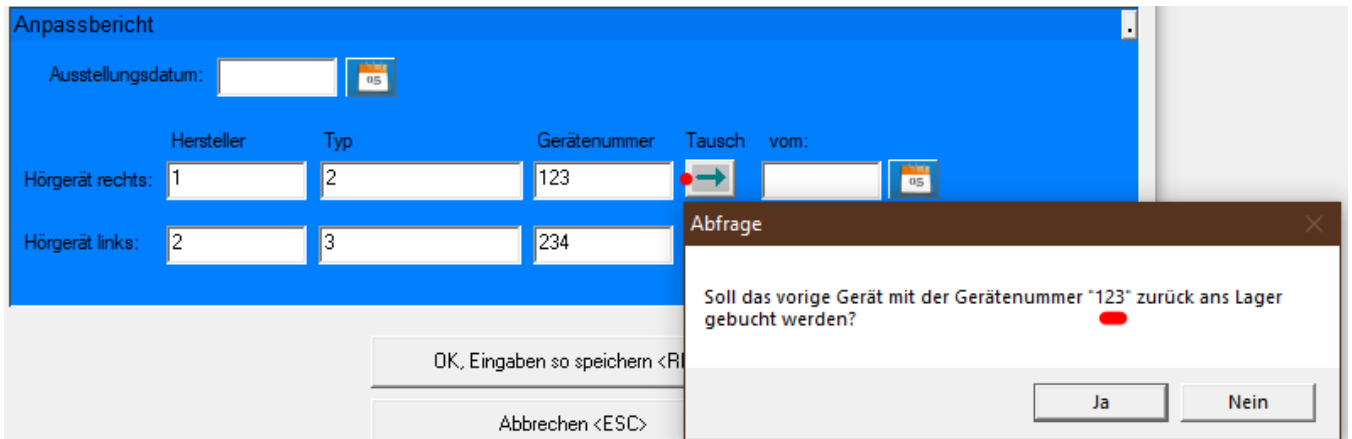 Anpassbericht
Ausstellungsdatum:
05
Hersteller Typ Gerätenummer Tausch vom:
Hörgerät rechts: 1 2 123
05
Hörgerät links: 2 3 234
Abfrage
Soll das vorige Gerät mit der Gerätenummer "123" zurück ans Lager
gebucht werden?
Ja Nein
OK, Eingaben so speichern <R
Abbrechen <ESC>